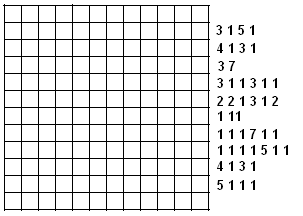 3 1 5 1
4 1 3 1
3 7
3 1 1 3 1 1
2 2 1 3 1 2
1 11
1 1 1 7 1 1
1 1 1 1 5 1 1
4 1 3 1
5 1 1 1